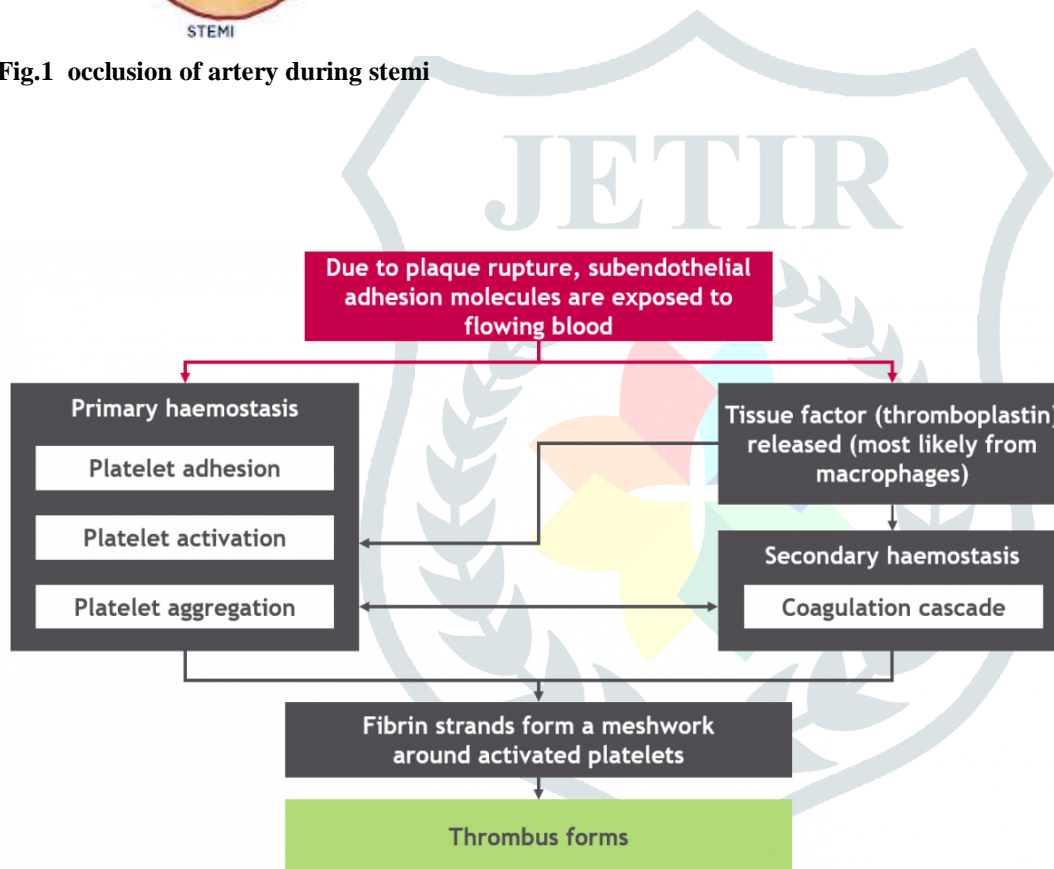 STEMI
Fig.1 occlusion of artery during stemi
JETIR
Due to plaque rupture, subendothelial
adhesion molecules are exposed to
flowing blood
Primary haemostasis
Platelet adhesion
Platelet activation
Platelet aggregation
Tissue factor (thromboplastin)
released (most likely from
macrophages)
Secondary haemostasis
Coagulation cascade
Fibrin strands form a meshwork
around activated platelets
Thrombus forms